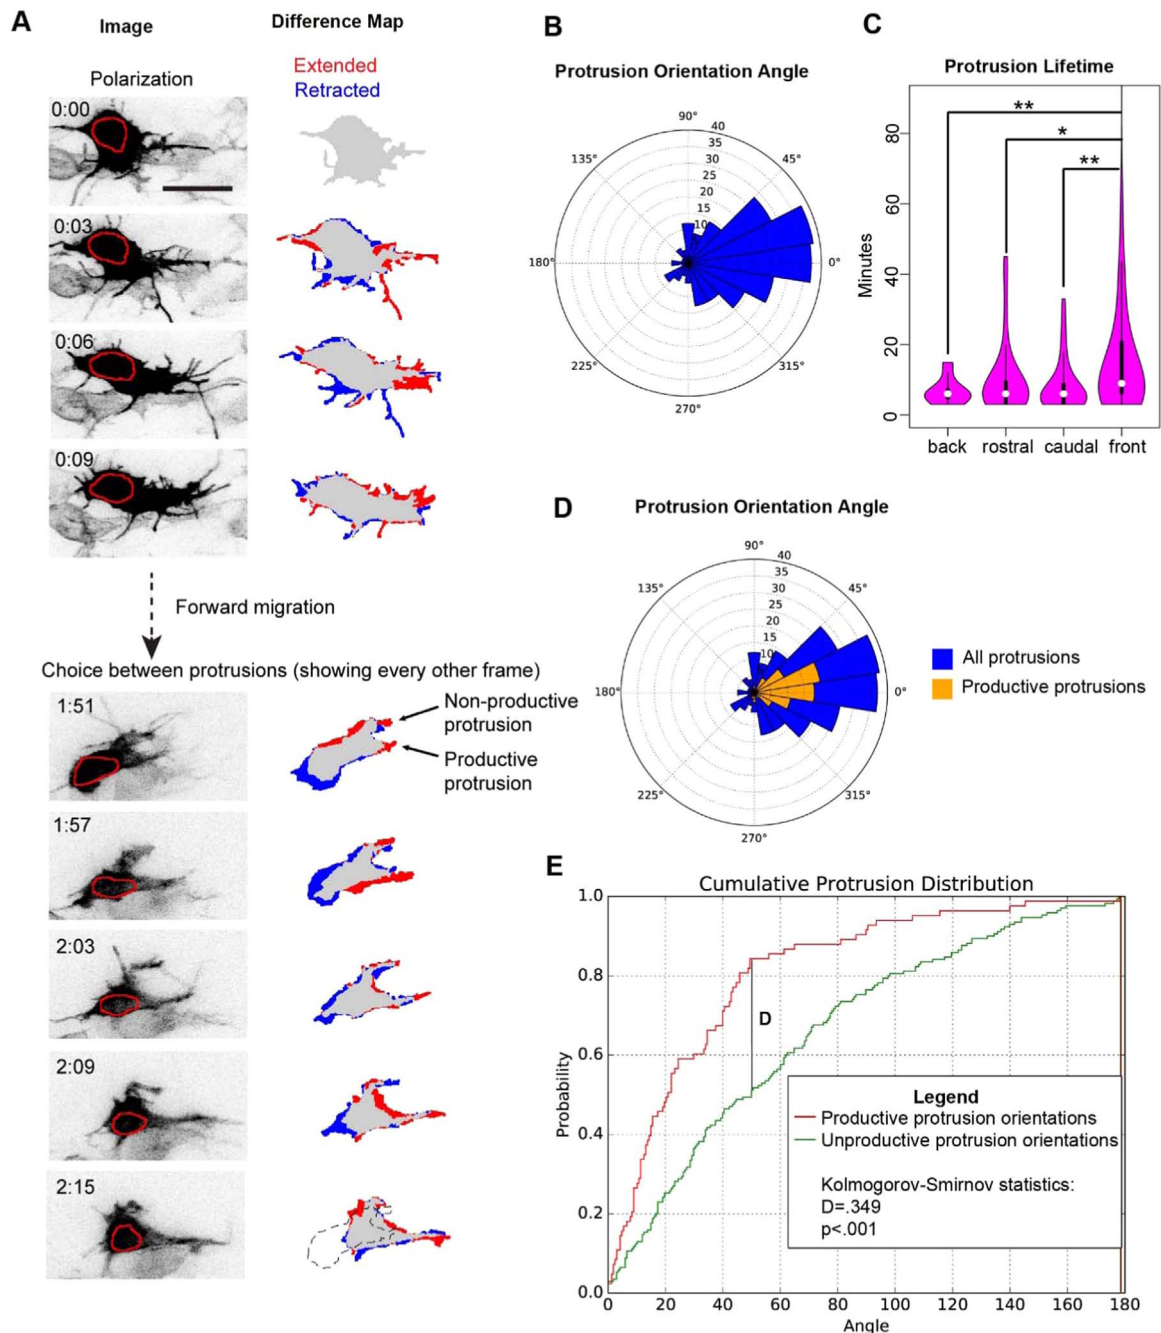 A
Image
Difference Map
Polarization
Extended
Retracted
0:00
0:03
0:06
0:09
Forward migration
Choice between protrusions (showing every other frame)
1:51
Non-productive
protrusion
Productive
protrusion
1:57
2:03
2:09
2:15
B
Protrusion Orientation Angle
90°
40
35
30
25
20
15
10
135°
45°
180°
0°
225°
315°
270°
C
Protrusion Lifetime
**
*
**
Minutes
80
60
40
20
0
back rostral caudal front
D
Protrusion Orientation Angle
90°
40
35
30
25
20
15
10
135°
45°
180°
0°
225°
315°
270°
All protrusions
Productive protrusions
E
Cumulative Protrusion Distribution
Probability
1.0
0.8
0.6
0.4
0.2
0.0
D
Legend
Productive protrusion orientations
Unproductive protrusion orientations
Kolmogorov-Smirnov statistics:
D=.349
p<.001
0 20 40 60 80 100 120 140 160 180
Angle